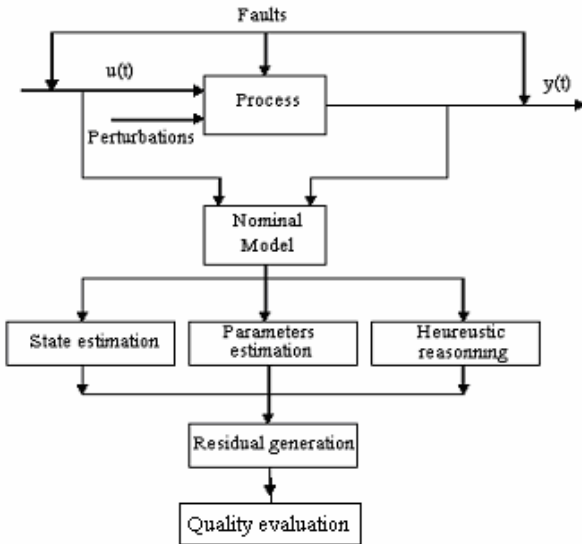 Faults
u(t)
y(t)
Process
Perturbations
Nominal
Model
State estimation
Parameters
estimation
Heureustic
reasonning
Residual generation
Quality evaluation